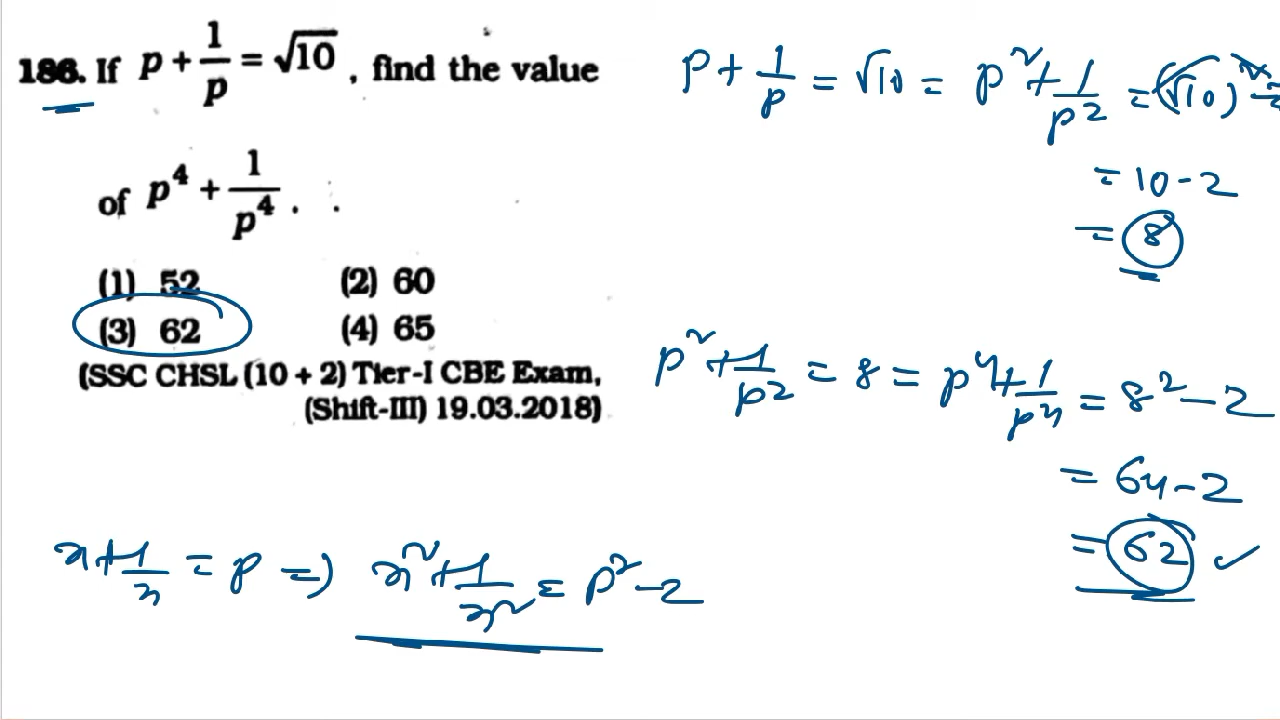 186. If p + 1/p = √10 , find the value
of p⁴ + 1/p⁴ .
(1) 52 (2) 60
(3) 62 (4) 65
(SSC CHSL (10 + 2) Tier-I CBE Exam,
(Shift-III) 19.03.2018)
p + 1/p = √10 = p² + 1/p² = (√10)² - 2
= 10 - 2
= 8
p² + 1/p² = 8 = p⁴ + 1/p⁴ = 8² - 2
= 64 - 2
= 62 ✓
x + 1/x = p => x² + 1/x² = p² - 2